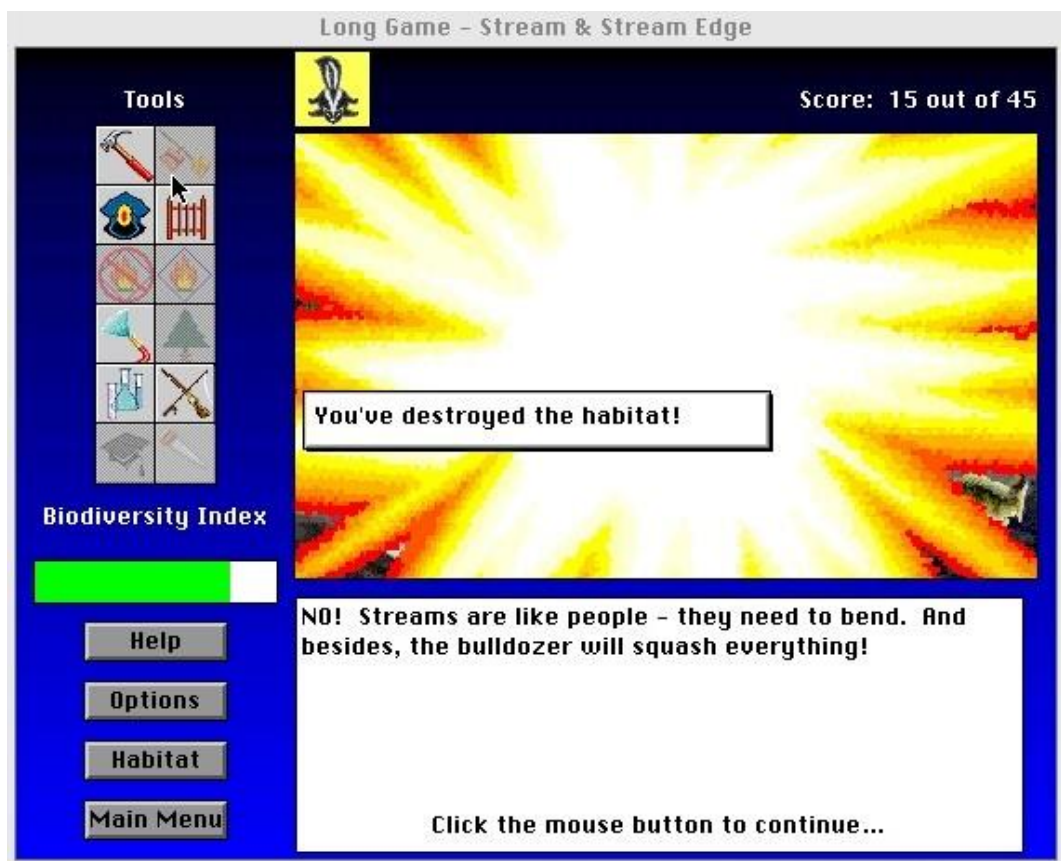 Long Game - Stream & Stream Edge
Tools
Score: 15 out of 45
You've destroyed the habitat!
Biodiversity Index
NO! Streams are like people - they need to bend. And
besides, the bulldozer will squash everything!
Help
Options
Habitat
Main Menu
Click the mouse button to continue...